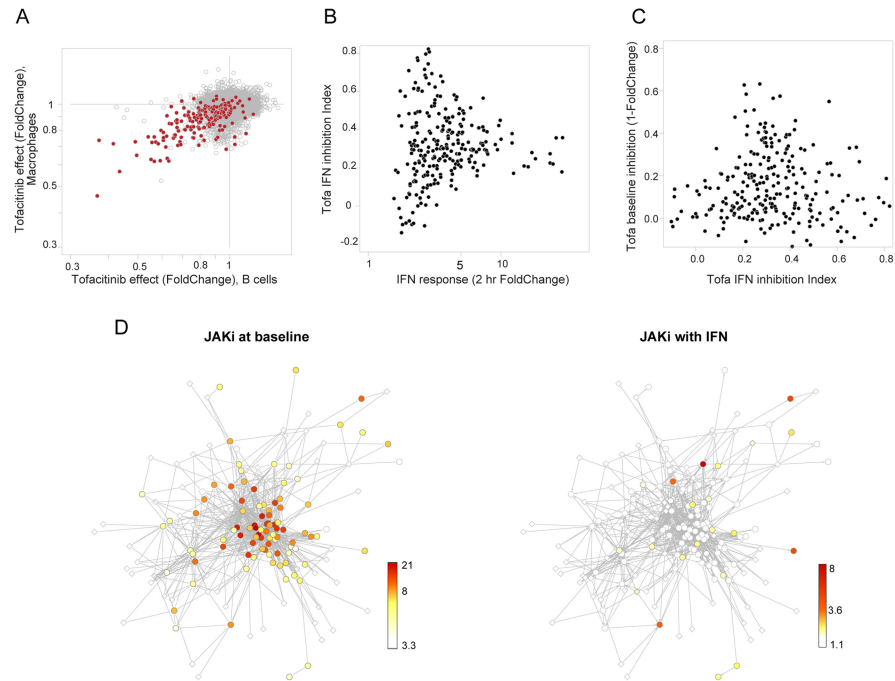 A
Tofacitinib effect (FoldChange),
Macrophages
1
0.8
0.5
0.3
0.3
0.5
0.8
1
Tofacitinib effect (FoldChange), B cells
B
Tofa IFN inhibition Index
0.8
0.6
0.4
0.2
0
-0.2
1
5
10
IFN response (2 hr FoldChange)
C
Tofa baseline inhibition (1-FoldChange)
0.8
0.6
0.4
0.2
0.0
0.0
0.2
0.4
0.6
0.8
Tofa IFN inhibition Index
D
JAKi at baseline
21
8
3.3
JAKi with IFN
8
3.6
1.1